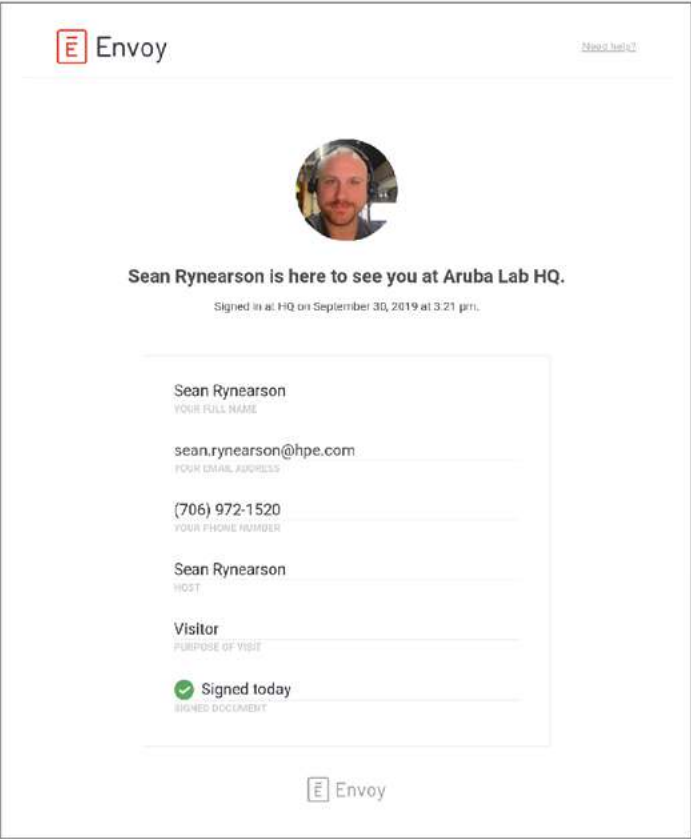 Envoy
Need help?
Sean Rynearson is here to see you at Aruba Lab HQ.
Signed in at HQ on September 30, 2019 at 3:21 pm.
Sean Rynearson
YOUR FULL NAME
sean.rynearson@hpe.com
YOUR EMAIL ADDRESS
(706) 972-1520
YOUR PHONE NUMBER
Sean Rynearson
HOST
Visitor
PURPOSE OF VISIT
Signed today
SIGNED DOCUMENT
Envoy